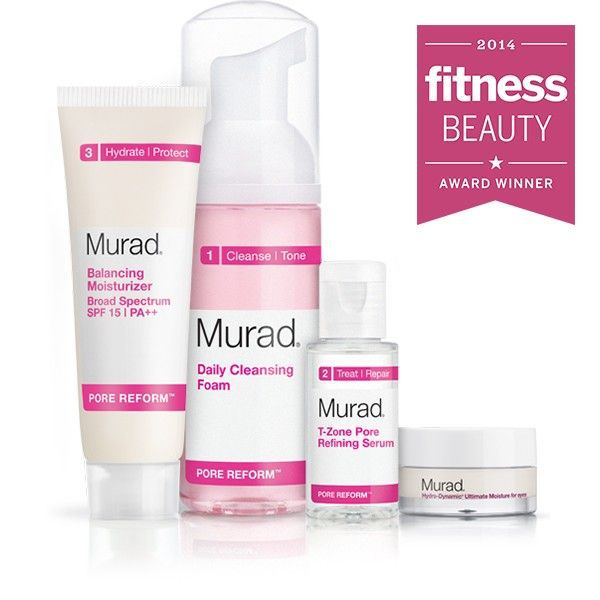 2014
fitness
BEAUTY
AWARD WINNER
3 Hydrate | Protect
Murad®
Balancing
Moisturizer
Broad Spectrum
SPF 15 | PA++
PORE REFORM™
1 Cleanse | Tone
Murad®
Daily Cleansing
Foam
PORE REFORM™
2 Treat | Repair
Murad®
T-Zone Pore
Refining Serum
PORE REFORM™
Murad®
Hydro-Dynamic® Ultimate Moisture for eyes